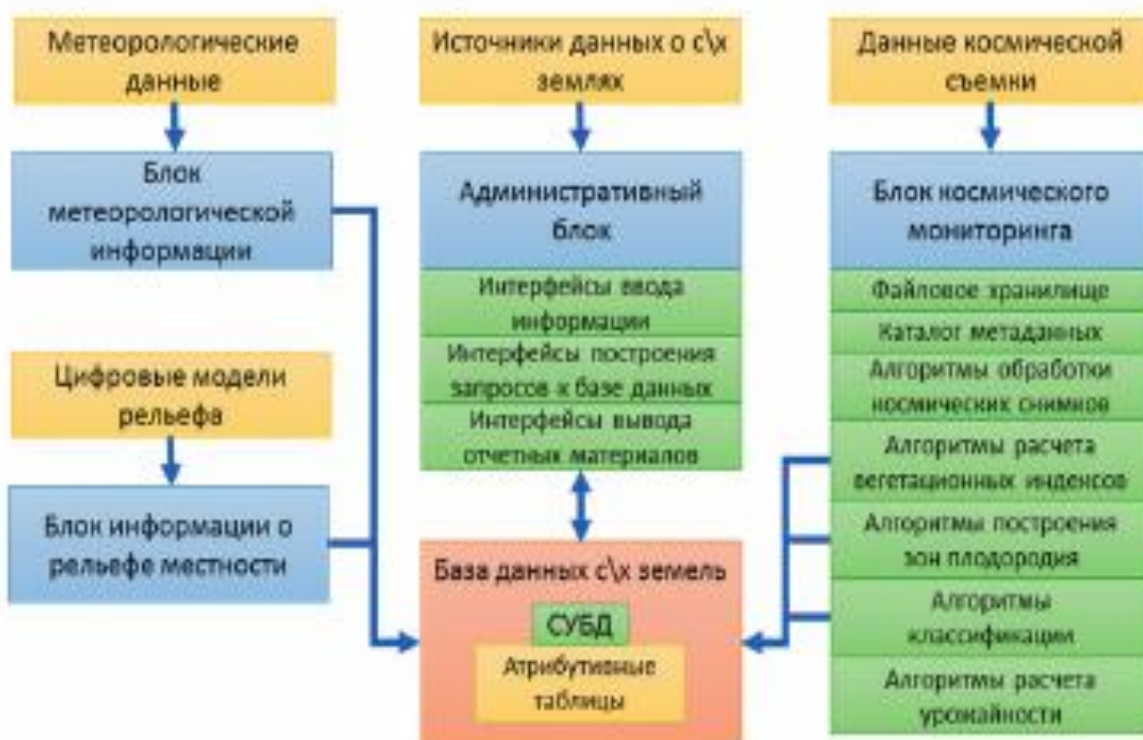 Метеорологические
данные
Блок
метеорологической
информации
Цифровые модели
рельефа
Блок информации о
рельефе местности
Источники данных о с\х
землях
Административный
блок
Интерфейсы ввода
информации
Интерфейсы построения
запросов к базе данных
Интерфейсы вывода
отчетных материалов
База данных с\х земель
СУБД
Атрибутивные
таблицы
Данные космической
съемки
Блок космического
мониторинга
Файловое хранилище
Каталог метаданных
Алгоритмы обработки
космических снимков
Алгоритмы расчета
вегетационных индексов
Алгоритмы построения
зон плодородия
Алгоритмы
классификации
Алгоритмы расчета
урожайности